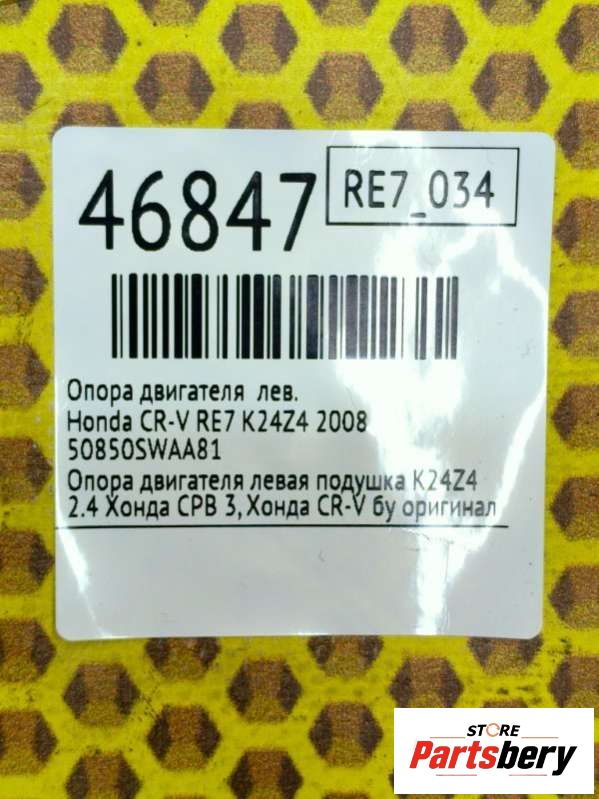 46847
RE7_034
Опора двигателя лев.
Honda CR-V RE7 K24Z4 2008
50850SWAA81
Опора двигателя левая подушка K24Z4
2.4 Хонда СРВ 3, Хонда CR-V бу оригинал
STORE
Partsbery